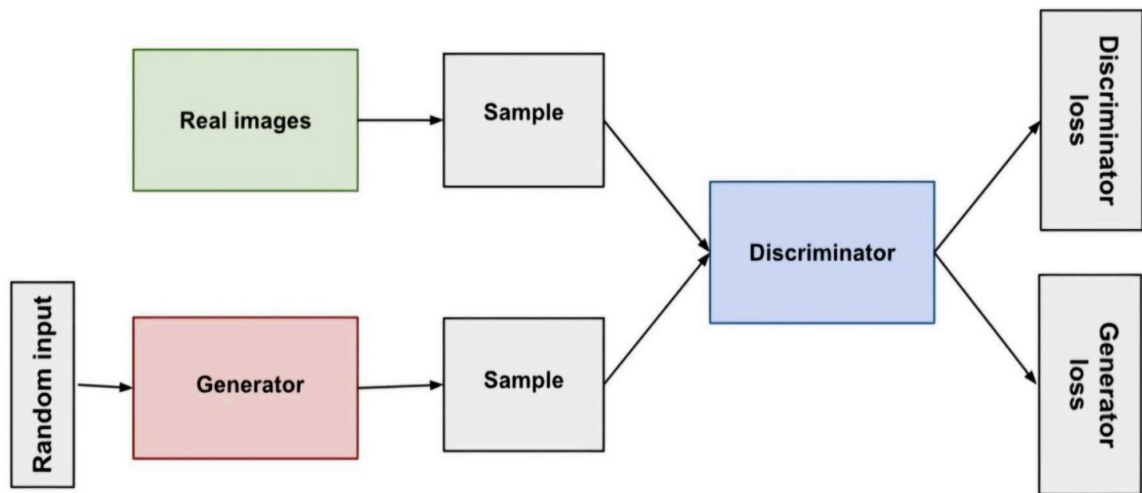 Real images
Sample
Discriminator
loss
Discriminator
Random input
Generator
Sample
Generator
loss